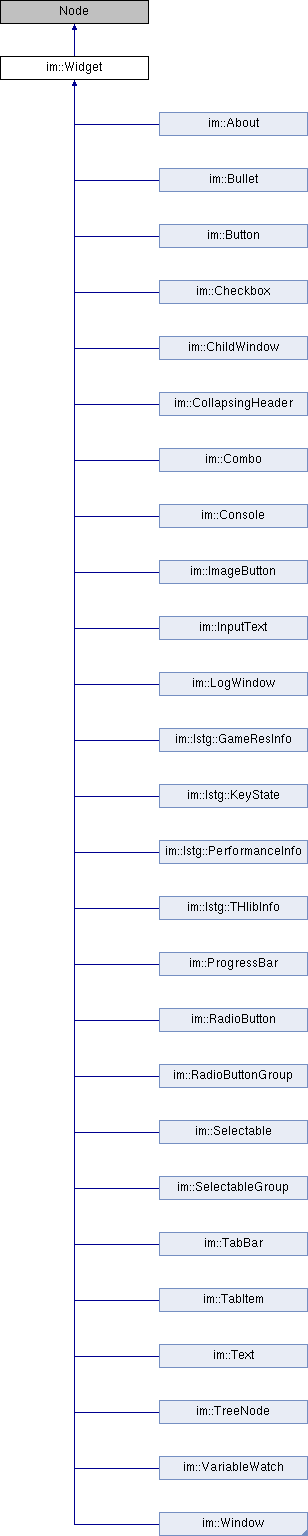 Node
im::Widget
im::About
im::Bullet
im::Button
im::Checkbox
im::ChildWindow
im::CollapsingHeader
im::Combo
im::Console
im::ImageButton
im::InputText
im::LogWindow
im::lstg::GameResInfo
im::lstg::KeyState
im::lstg::PerformanceInfo
im::lstg::THlibInfo
im::ProgressBar
im::RadioButton
im::RadioButtonGroup
im::Selectable
im::SelectableGroup
im::TabBar
im::TabItem
im::Text
im::TreeNode
im::VariableWatch
im::Window